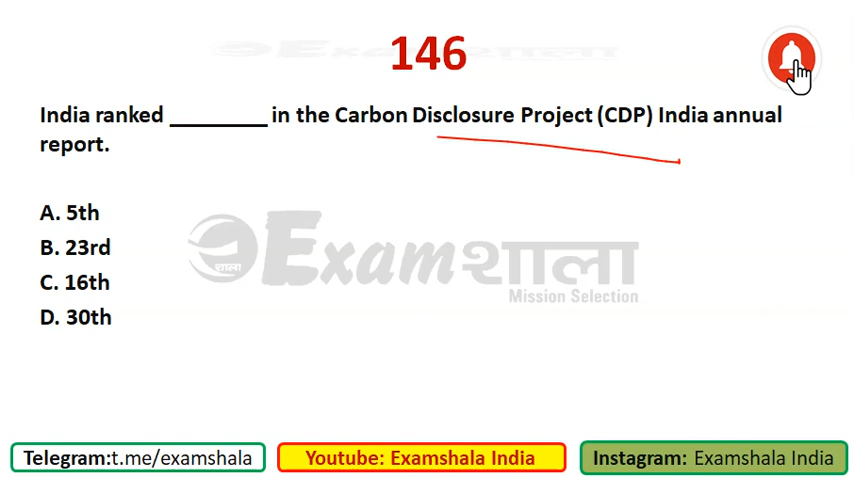 146
India ranked _________ in the Carbon Disclosure Project (CDP) India annual
report.
A. 5th
B. 23rd
C. 16th
D. 30th
शाला
Examशाला
Mission Selection
Telegram:t.me/examshala
Youtube: Examshala India
Instagram: Examshala India